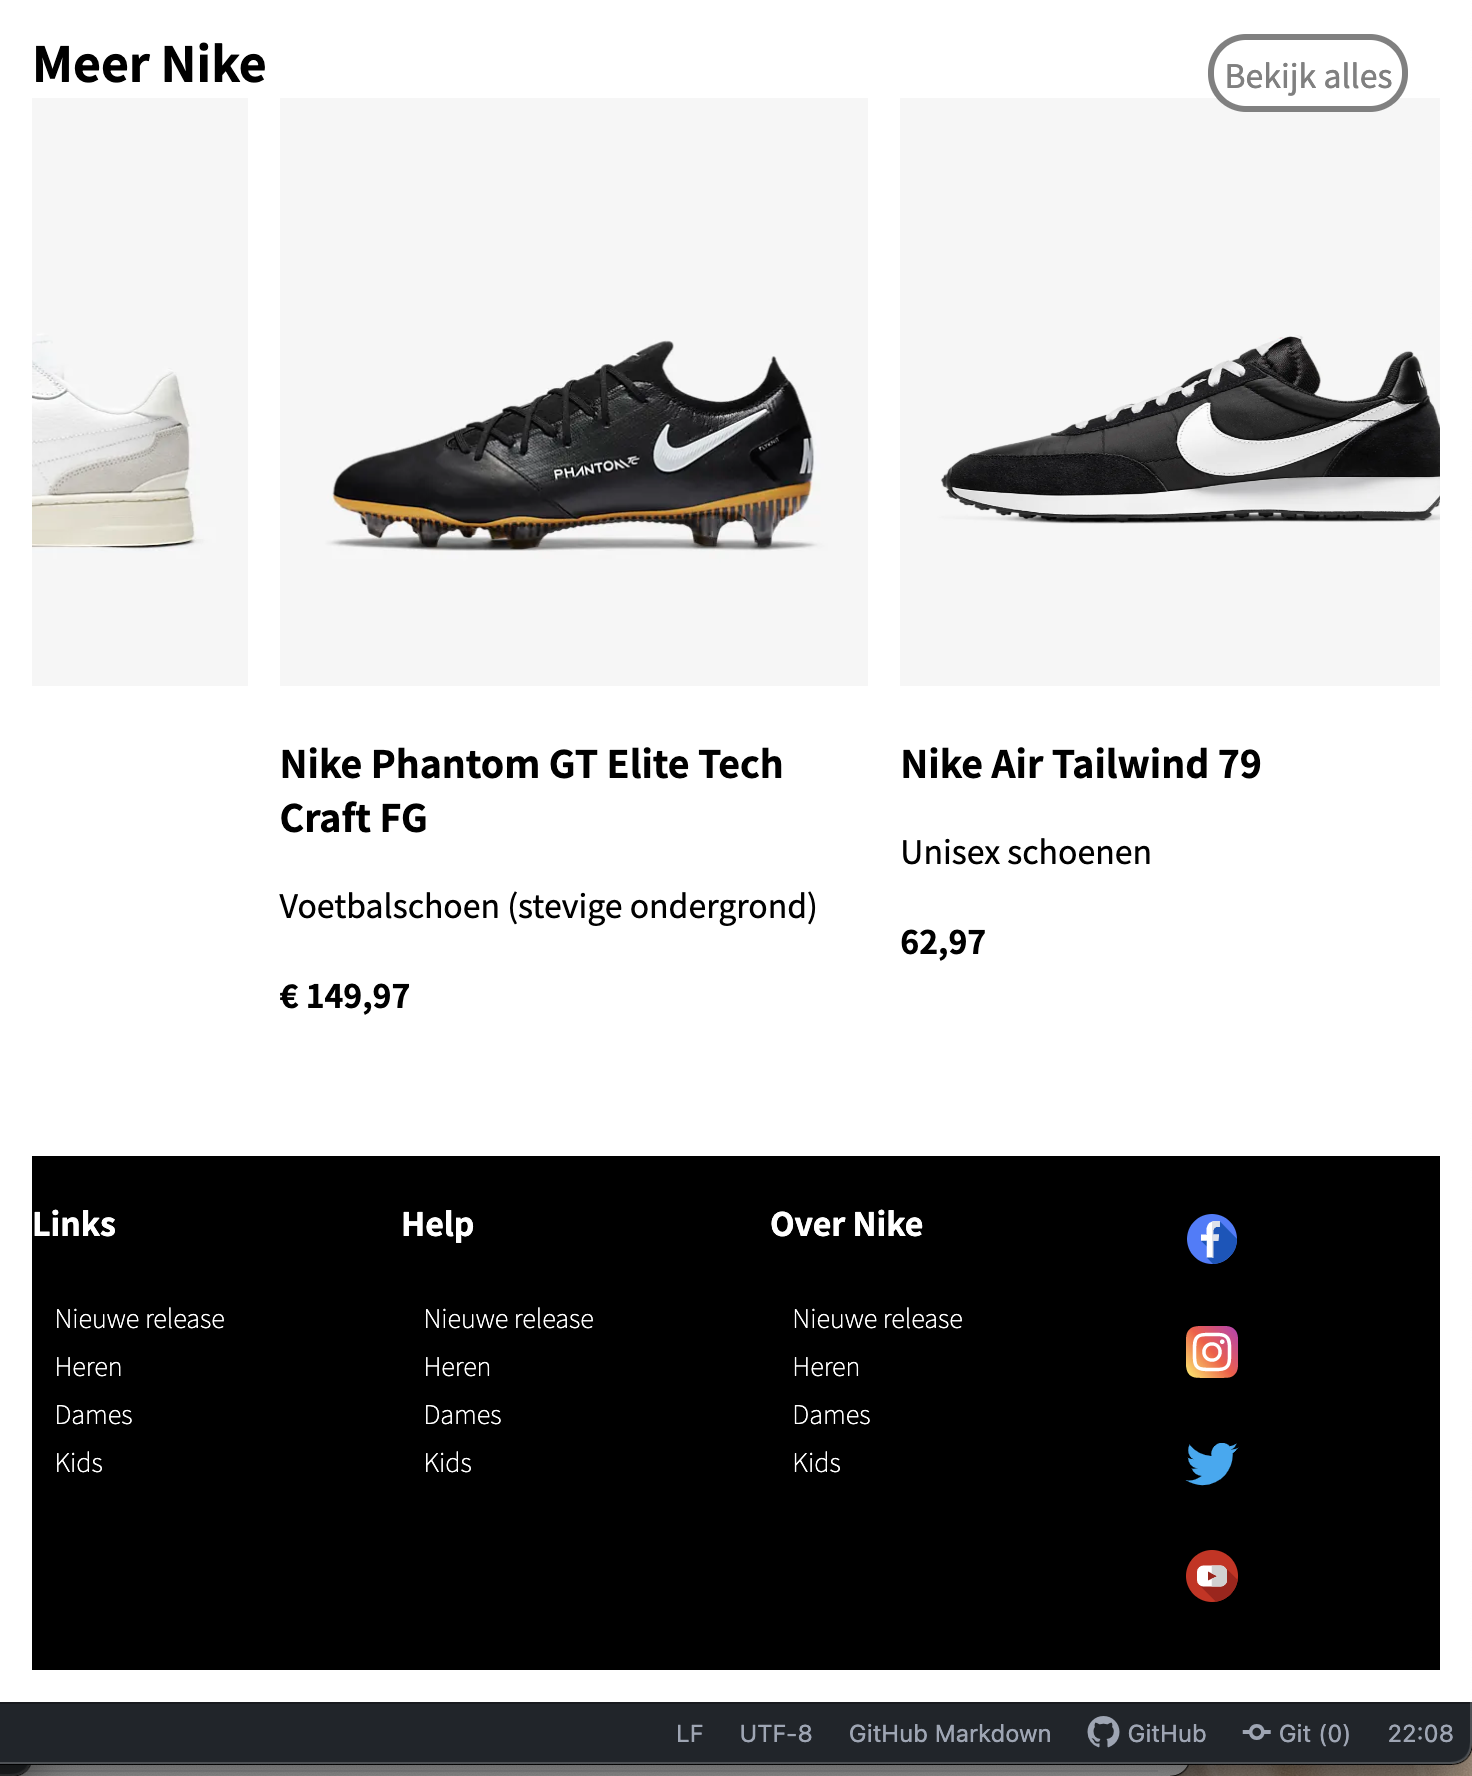 Meer Nike
Bekijk alles
PHANTOM
Nike Phantom GT Elite Tech
Craft FG
Voetbalschoen (stevige ondergrond)
€ 149,97
Nike Air Tailwind 79
Unisex schoenen
62,97
Links
Nieuwe release
Heren
Dames
Kids
Help
Nieuwe release
Heren
Dames
Kids
Over Nike
Nieuwe release
Heren
Dames
Kids
LF UTF-8 GitHub Markdown GitHub Git (0) 22:08